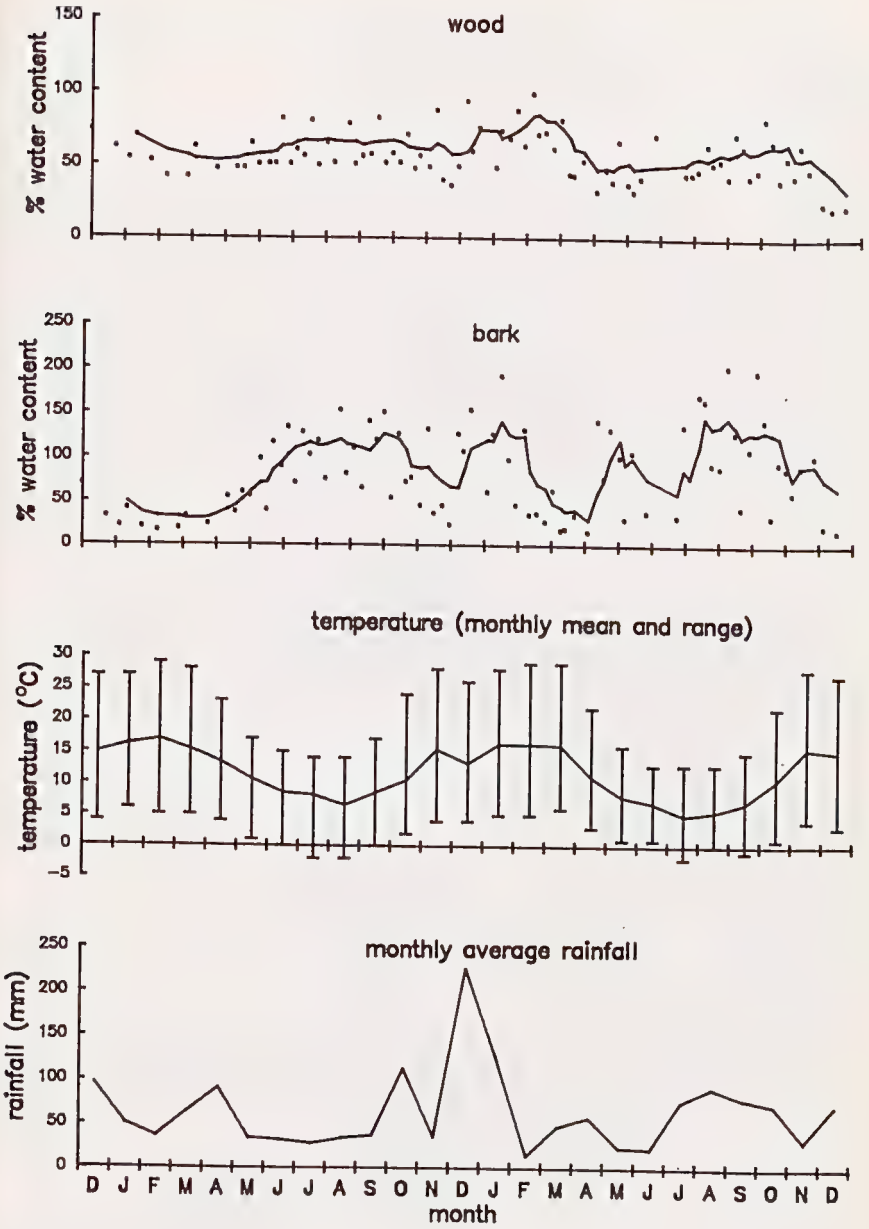 wood
% water content
150
100
50
0
bark
% water content
250
200
150
100
50
0
temperature (monthly mean and range)
temperature (°C)
30
25
20
15
10
5
0
-5
monthly average rainfall
rainfall (mm)
250
200
150
100
50
0
D J F M A M J J A S O N D J F M A M J J A S O N D
month